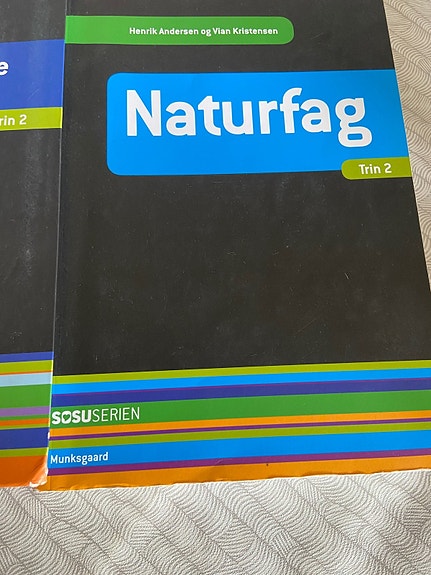 Henrik Andersen og Vian Kristensen
Naturfag
Trin 2
SOSUSERIEN
Munksgaard
e
rin 2